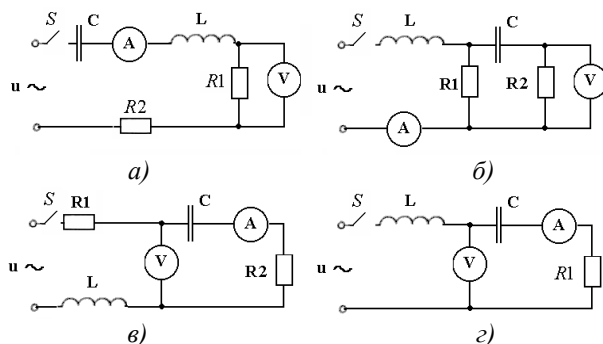 S C A L R1 V u ~ R2
а)
S L C R1 R2 V u ~ A
б)
S R1 C A V R2 u ~ L
в)
S L C A V R1 u ~
г)